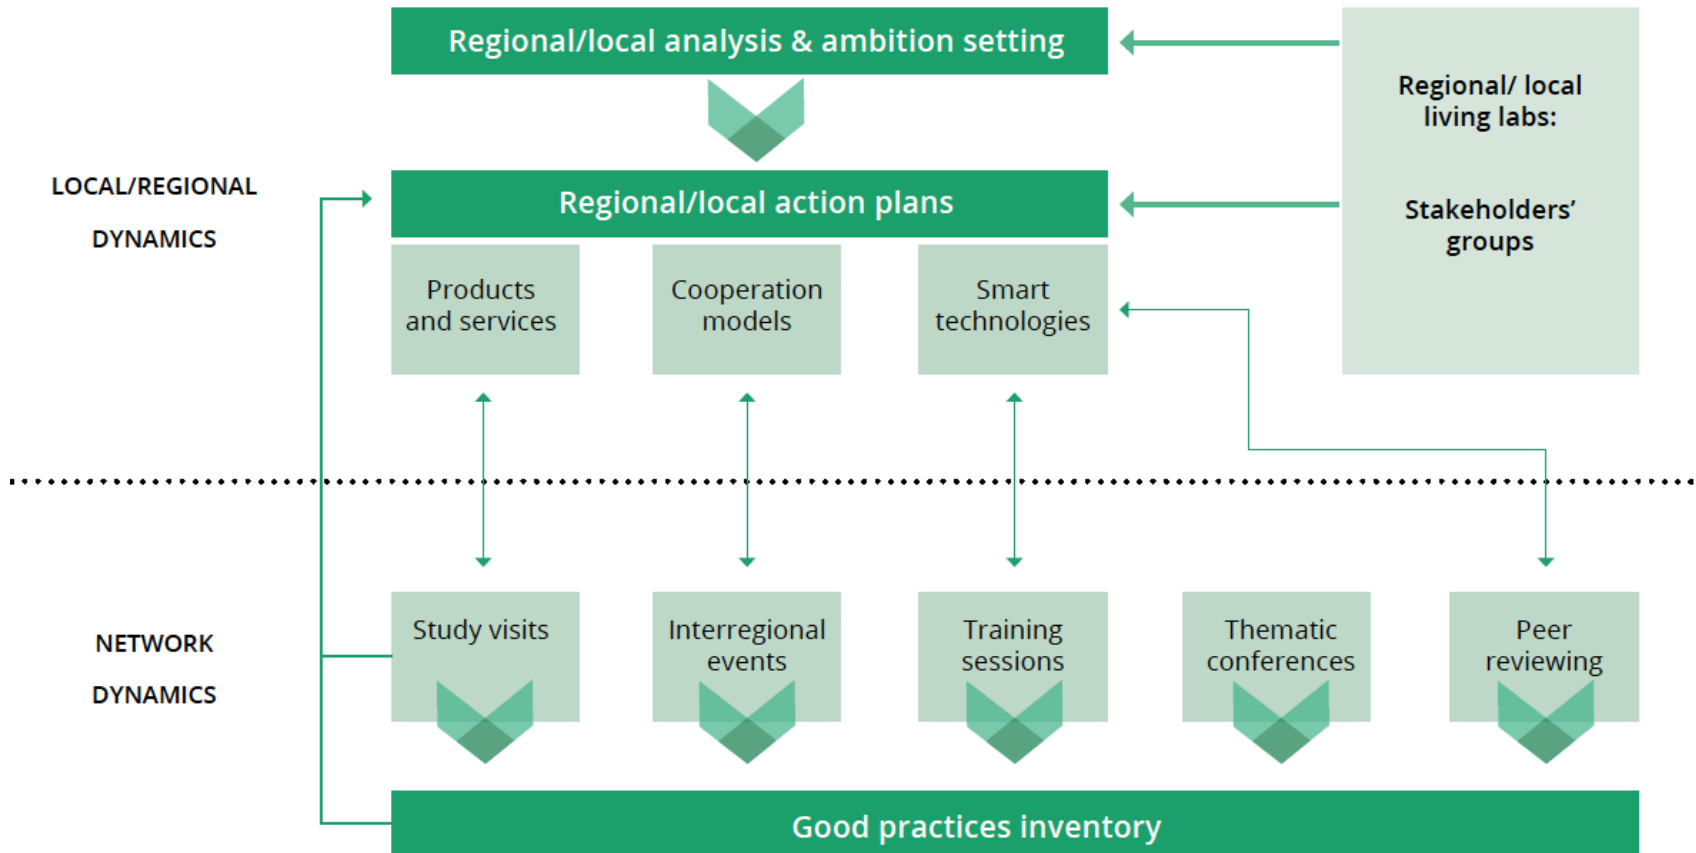 Regional/local analysis & ambition setting
Regional/ local
living labs:
Stakeholders’
groups
LOCAL/REGIONAL
DYNAMICS
Regional/local action plans
Products
and services
Cooperation
models
Smart
technologies
NETWORK
DYNAMICS
Study visits
Interregional
events
Training
sessions
Thematic
conferences
Peer
reviewing
Good practices inventory